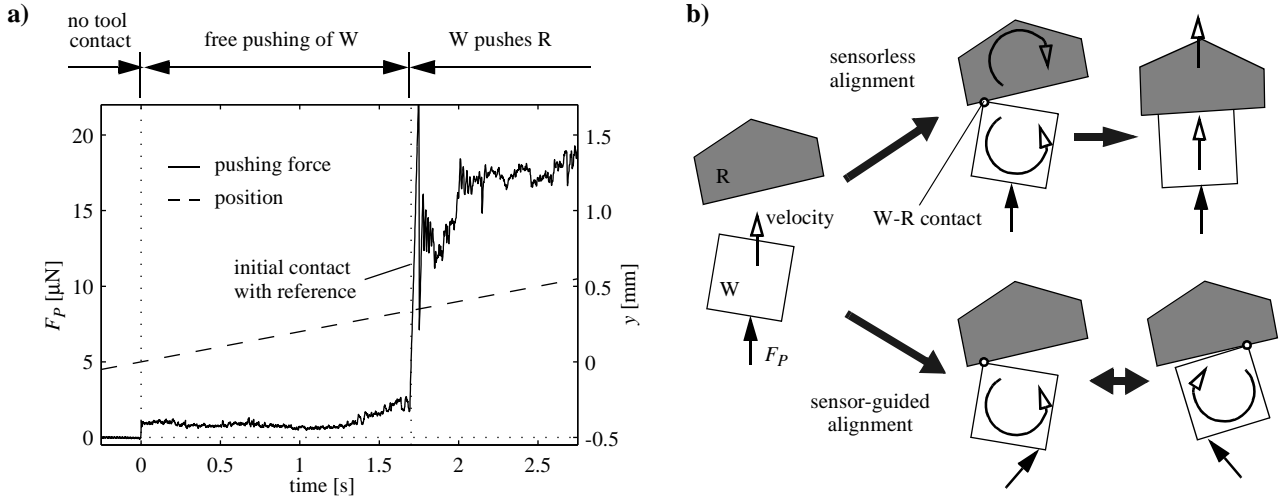 a)
no tool
contact
free pushing of W
W pushes R
pushing force
position
initial contact
with reference
20
15
10
5
0
F_P [µN]
1.5
1.0
0.5
0
-0.5
y [mm]
0
0.5
1
1.5
2
2.5
time [s]
b)
sensorless
alignment
R
velocity
W-R contact
W
F_P
sensor-guided
alignment